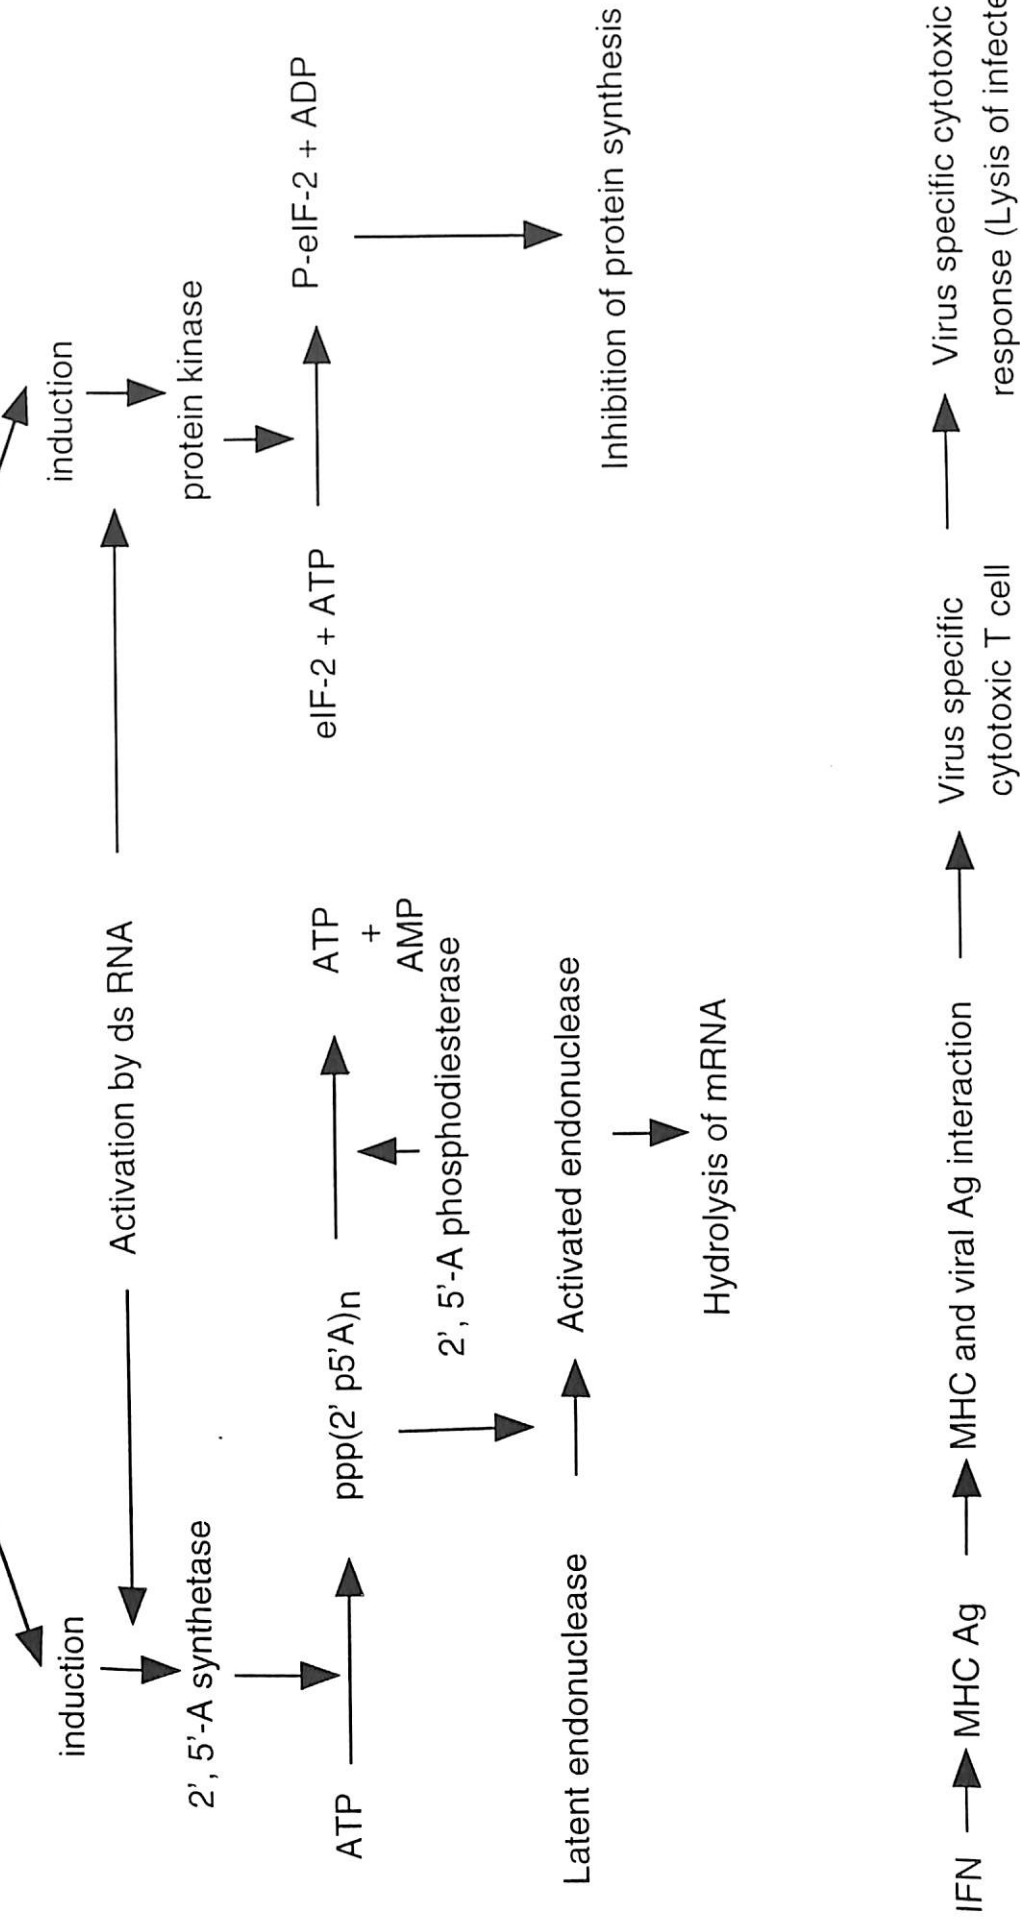 induction
induction
Activation by ds RNA
2', 5'-A synthetase
protein kinase
ATP
ppp(2' p5'A)n
ATP
+
AMP
eIF-2 + ATP
P-eIF-2 + ADP
2', 5'-A phosphodiesterase
Latent endonuclease
Activated endonuclease
Inhibition of protein synthesis
Hydrolysis of mRNA
IFN
MHC Ag
MHC and viral Ag interaction
Virus specific
cytotoxic T cell
Virus specific cytotoxic
response (Lysis of infecte